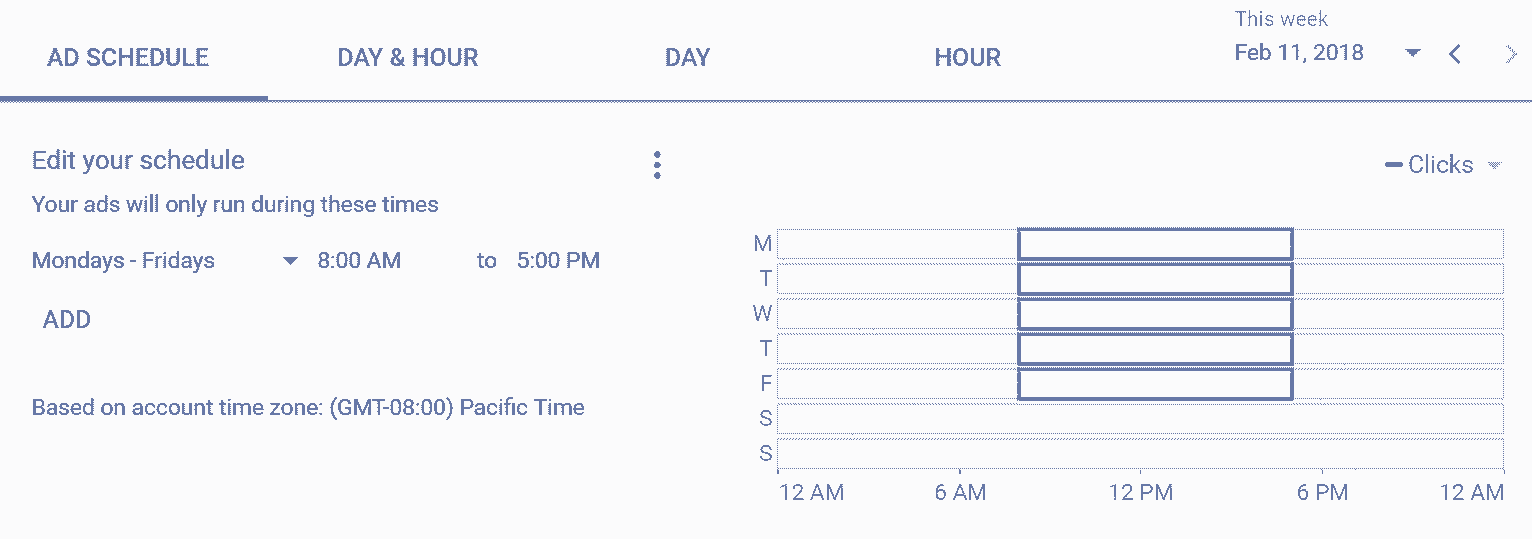 This week
AD SCHEDULE DAY & HOUR DAY HOUR Feb 11, 2018
Edit your schedule
Clicks
Your ads will only run during these times
Mondays - Fridays 8:00 AM to 5:00 PM
ADD
Based on account time zone: (GMT-08:00) Pacific Time
M
T
W
T
F
S
S
12 AM 6 AM 12 PM 6 PM 12 AM